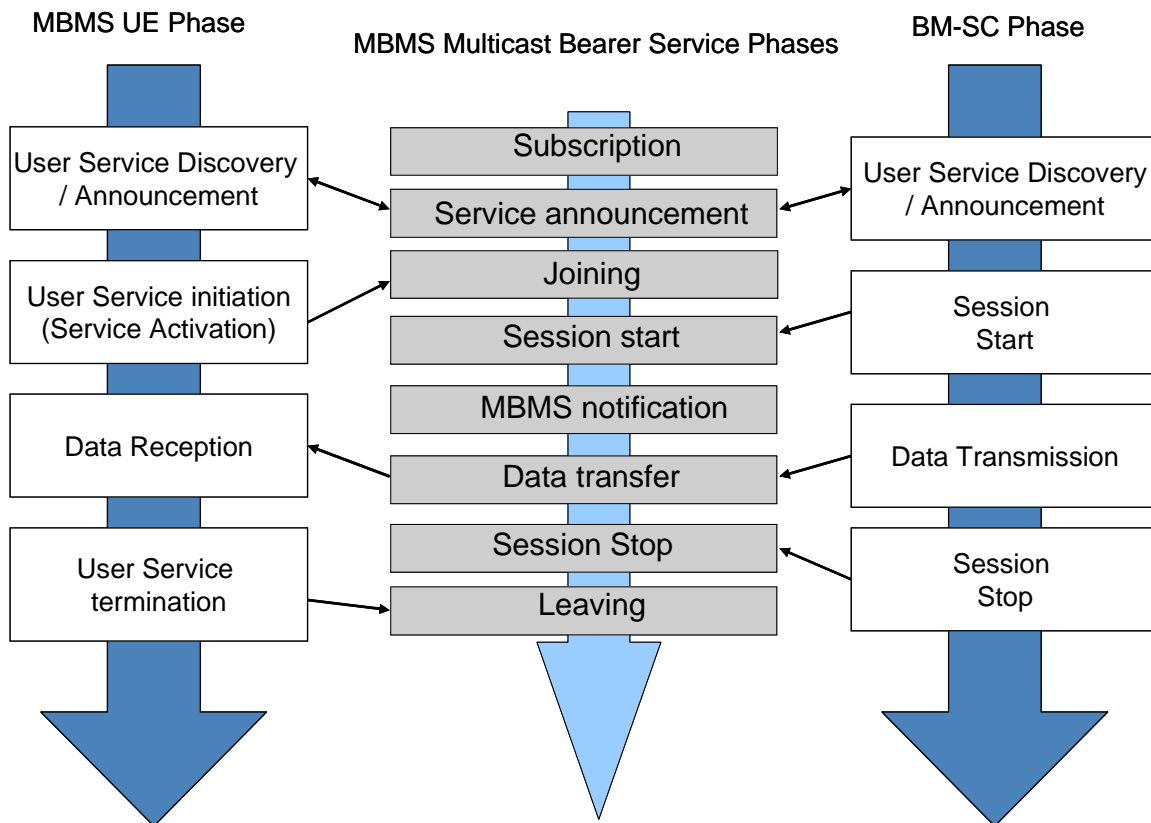 MBMS UE Phase
MBMS Multicast Bearer Service Phases
BM-SC Phase
User Service Discovery
/ Announcement
User Service initiation
(Service Activation)
Data Reception
User Service
termination
Subscription
Service announcement
Joining
Session start
MBMS notification
Data transfer
Session Stop
Leaving
User Service Discovery
/ Announcement
Session
Start
Data Transmission
Session
Stop